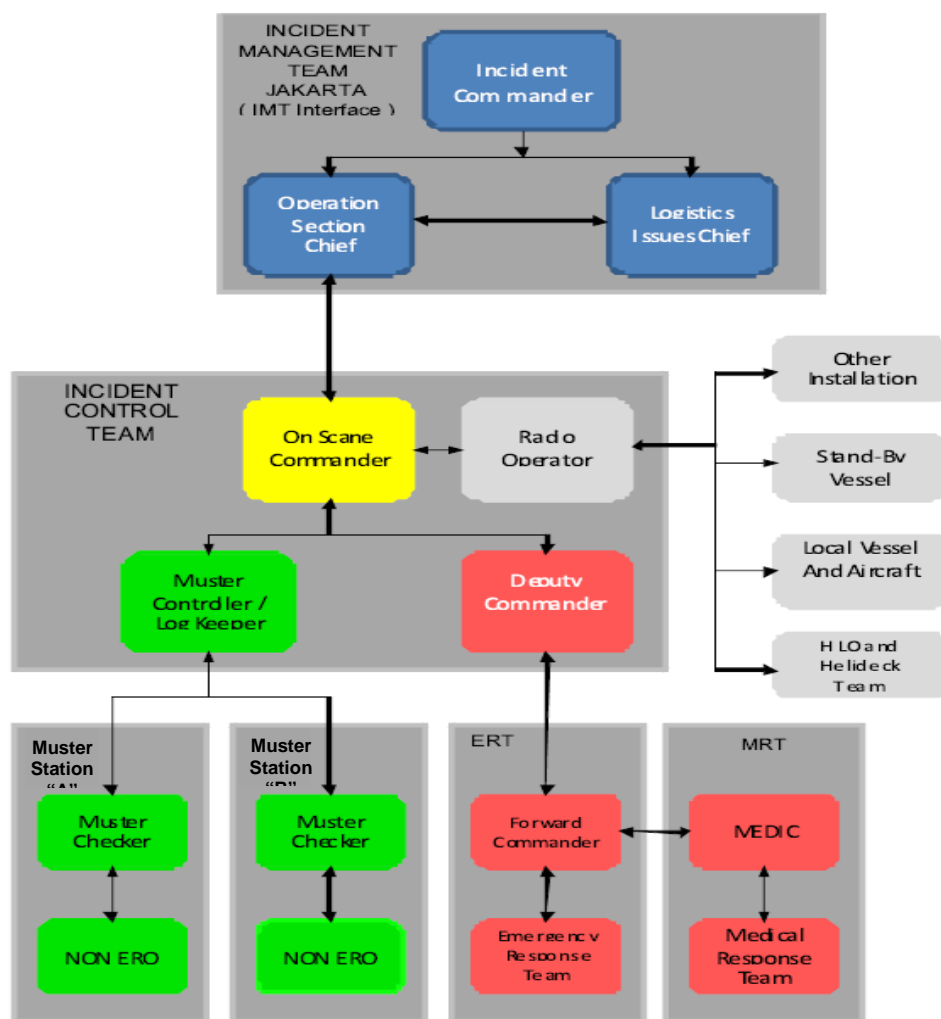 INCIDENT
MANAGEMENT
TEAM
JAKARTA
( IMT Interface )
Incident
Commander
Operation
Section
Chief
Logistics
Issues Chief
INCIDENT
CONTROL
TEAM
On Scane
Commander
Radio
Operator
Other
Installation
Stand-By
Vessel
Local Vessel
And Aircraft
HLO and
Helideck
Team
Muster
Controller /
Log Keeper
Deputy
Commander
Muster
Station
"A"
Muster
Checker
NON ERO
Muster
Station
"B"
Muster
Checker
NON ERO
ERT
Forward
Commander
Emergency
Response
Team
MRT
MEDIC
Medical
Response
Team